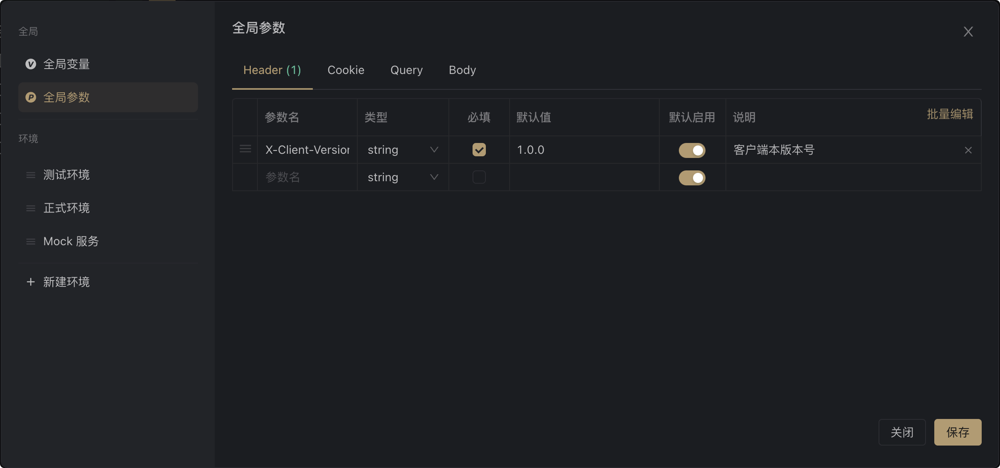 全局
全局变量
全局参数
环境
测试环境
正式环境
Mock 服务
新建环境
全局参数
Header (1) Cookie Query Body
参数名 类型 必填 默认值 默认启用 说明 批量编辑
X-Client-Version string 1.0.0 客户端本版本号
参数名 string
关闭 保存